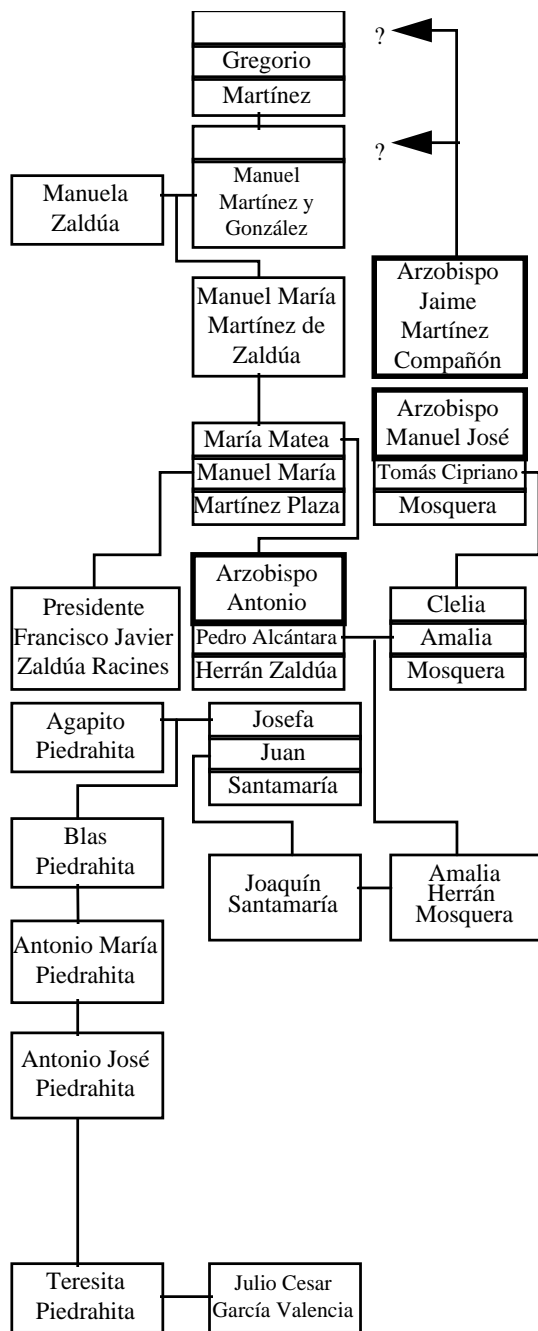 ?
Gregorio
Martínez
?
Manuel
Martínez y
González
Manuela
Zaldúa
Manuel María
Martínez de
Zaldúa
Arzobispo
Jaime
Martínez
Compañón
Arzobispo
Manuel José
Tomás Cipriano
Mosquera
María Matea
Manuel María
Martínez Plaza
Arzobispo
Antonio
Pedro Alcántara
Herrán Zaldúa
Presidente
Francisco Javier
Zaldúa Racines
Clelia
Amalia
Mosquera
Agapito
Piedrahita
Josefa
Juan
Santamaría
Blas
Piedrahita
Joaquín
Santamaría
Amalia
Herrán
Mosquera
Antonio María
Piedrahita
Antonio José
Piedrahita
Teresita
Piedrahita
Julio Cesar
García Valencia